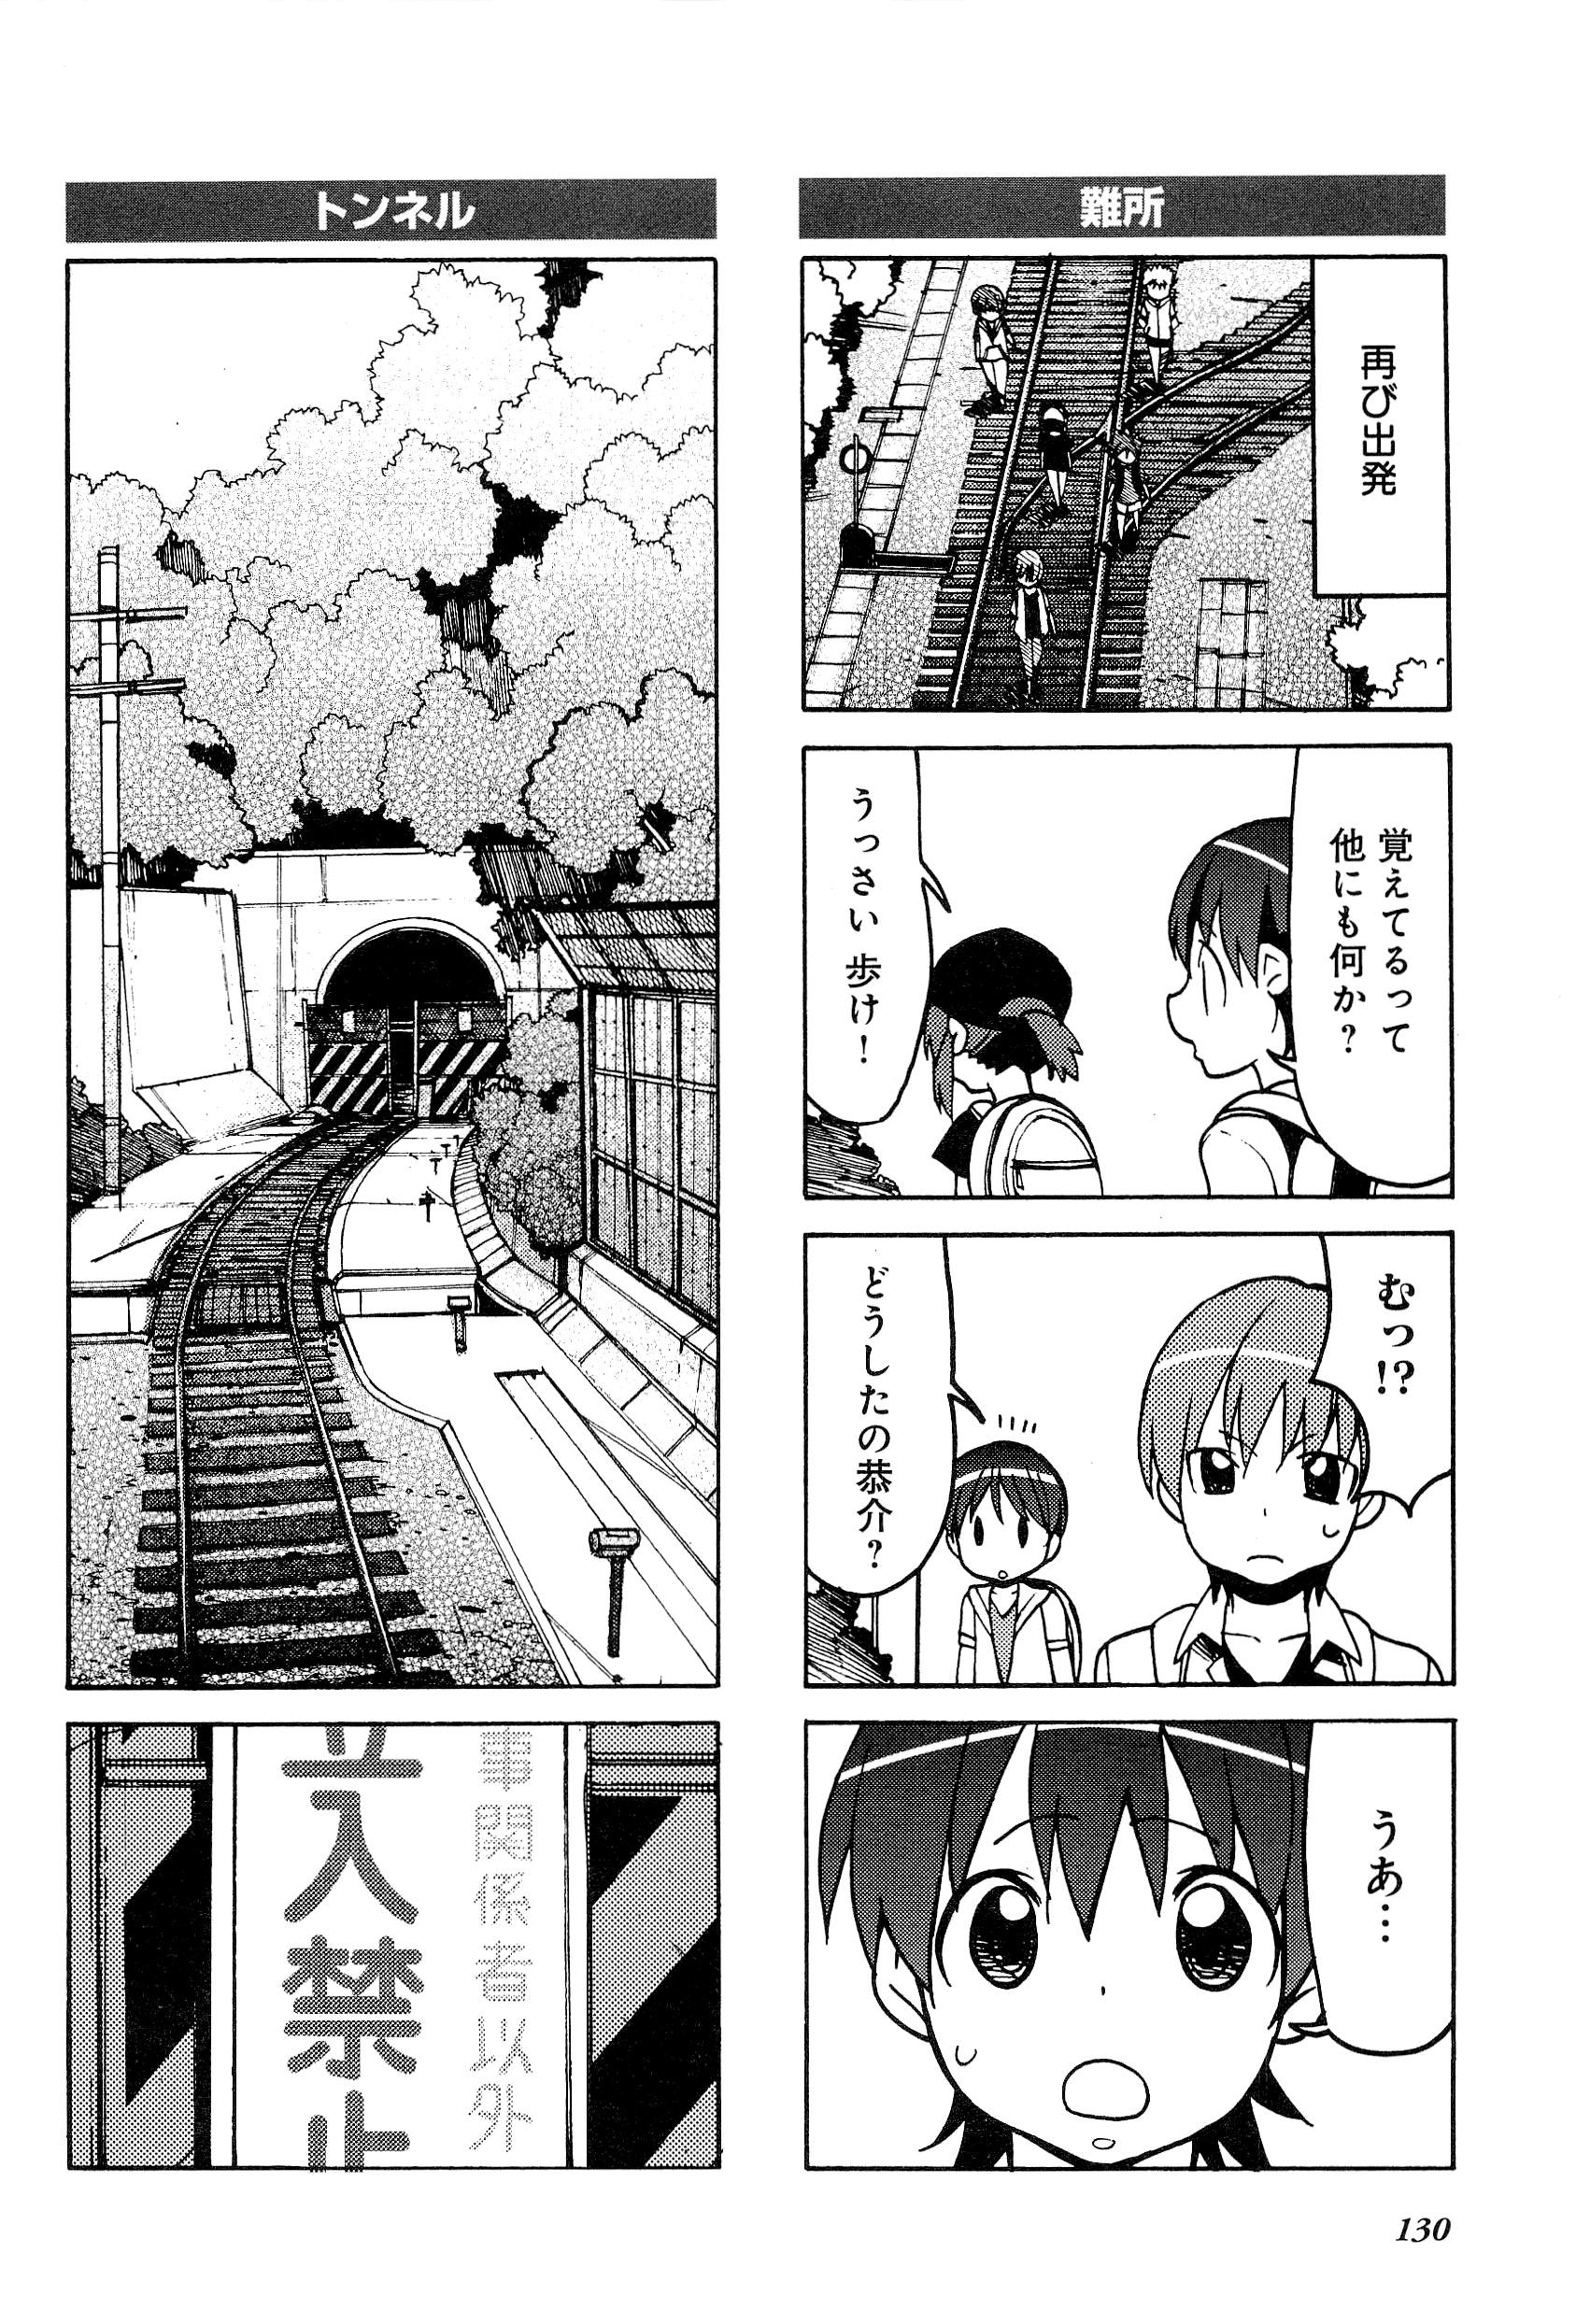 難所
再び出発
覚えてるって
他にも何か？
うっさい 歩け！
むっ!?
どうしたの恭介？
うあ…
トンネル
事関係者以外
立入禁止
130